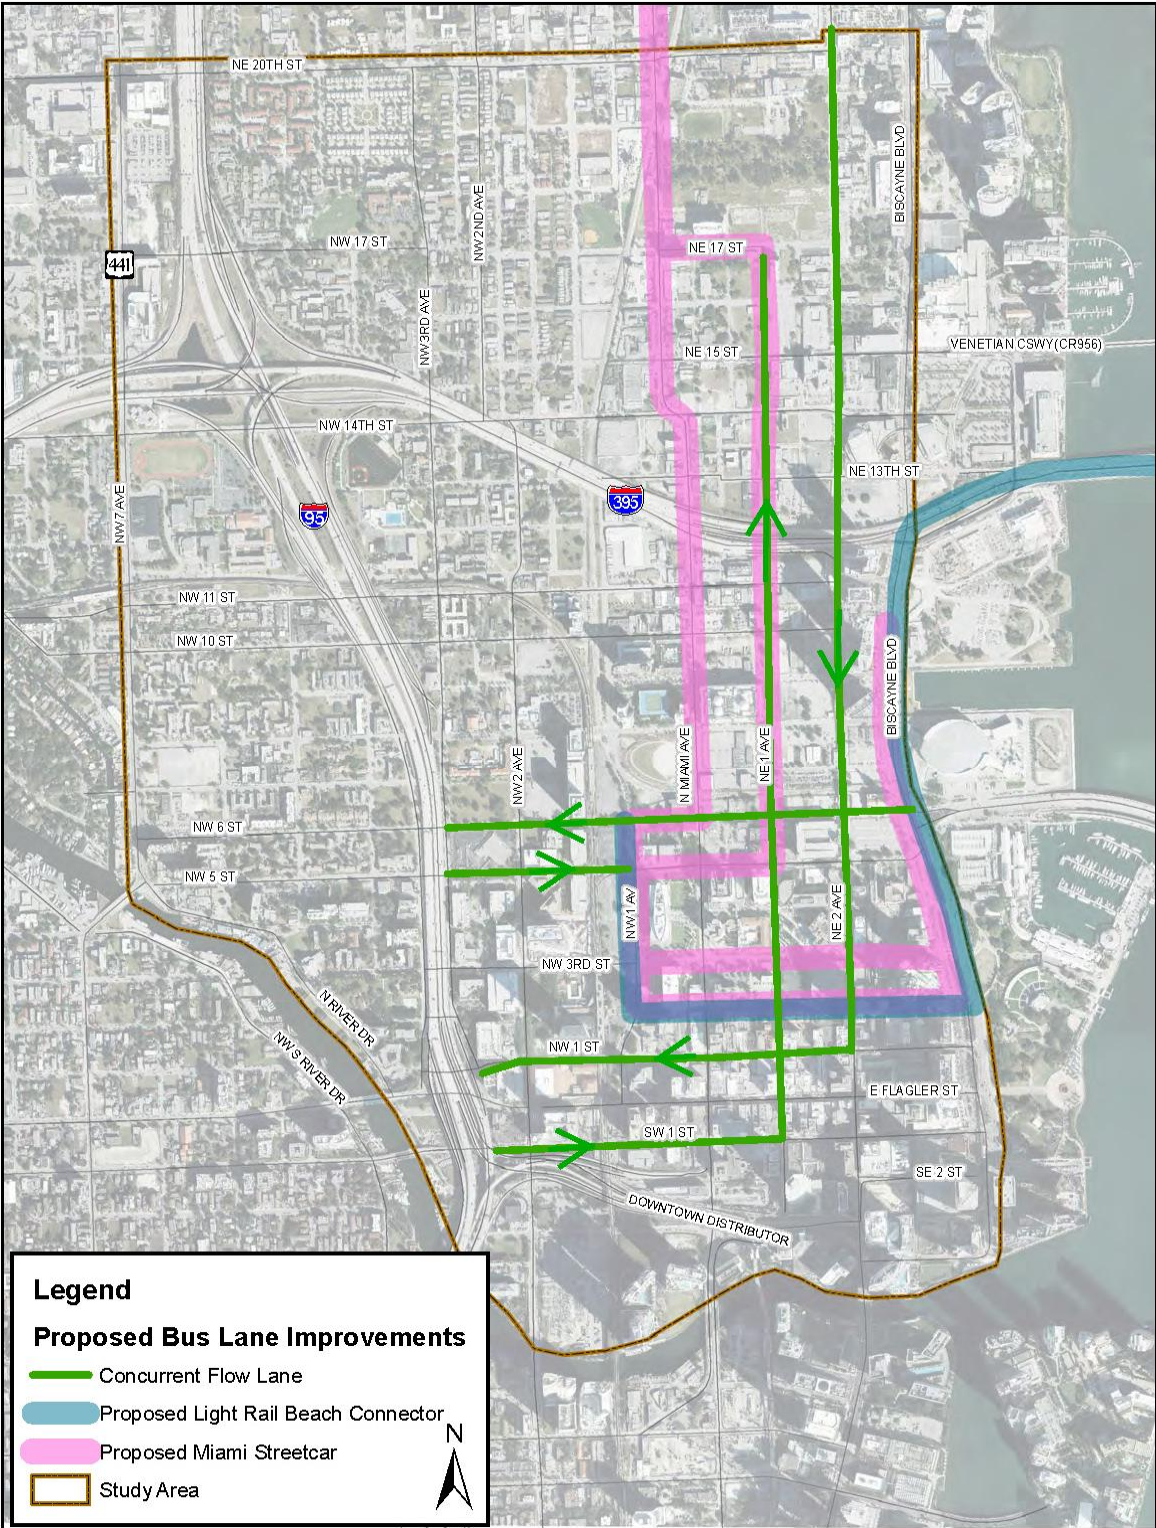 NE 20TH ST
BISCAYNE BLVD
NW 2ND AVE
NW 17 ST
NE 17 ST
441
NW 3RD AVE
NE 15 ST
VENETIAN CSWY(CR956)
NW 14TH ST
NE 13TH ST
NW 7 AVE
95
395
NW 11 ST
NW 10 ST
BISCAYNE BLVD
NW 2 AVE
N MIAMI AVE
NE 1 AVE
NW 6 ST
NW 5 ST
NW 1 AV
NE 2 AVE
NW 3RD ST
N RIVER DR
NW S RIVER DR
NW 1 ST
E FLAGLER ST
SW 1 ST
SE 2 ST
DOWNTOWN DISTRIBUTOR
Legend
Proposed Bus Lane Improvements
Concurrent Flow Lane
Proposed Light Rail Beach Connector
Proposed Miami Streetcar
Study Area
N